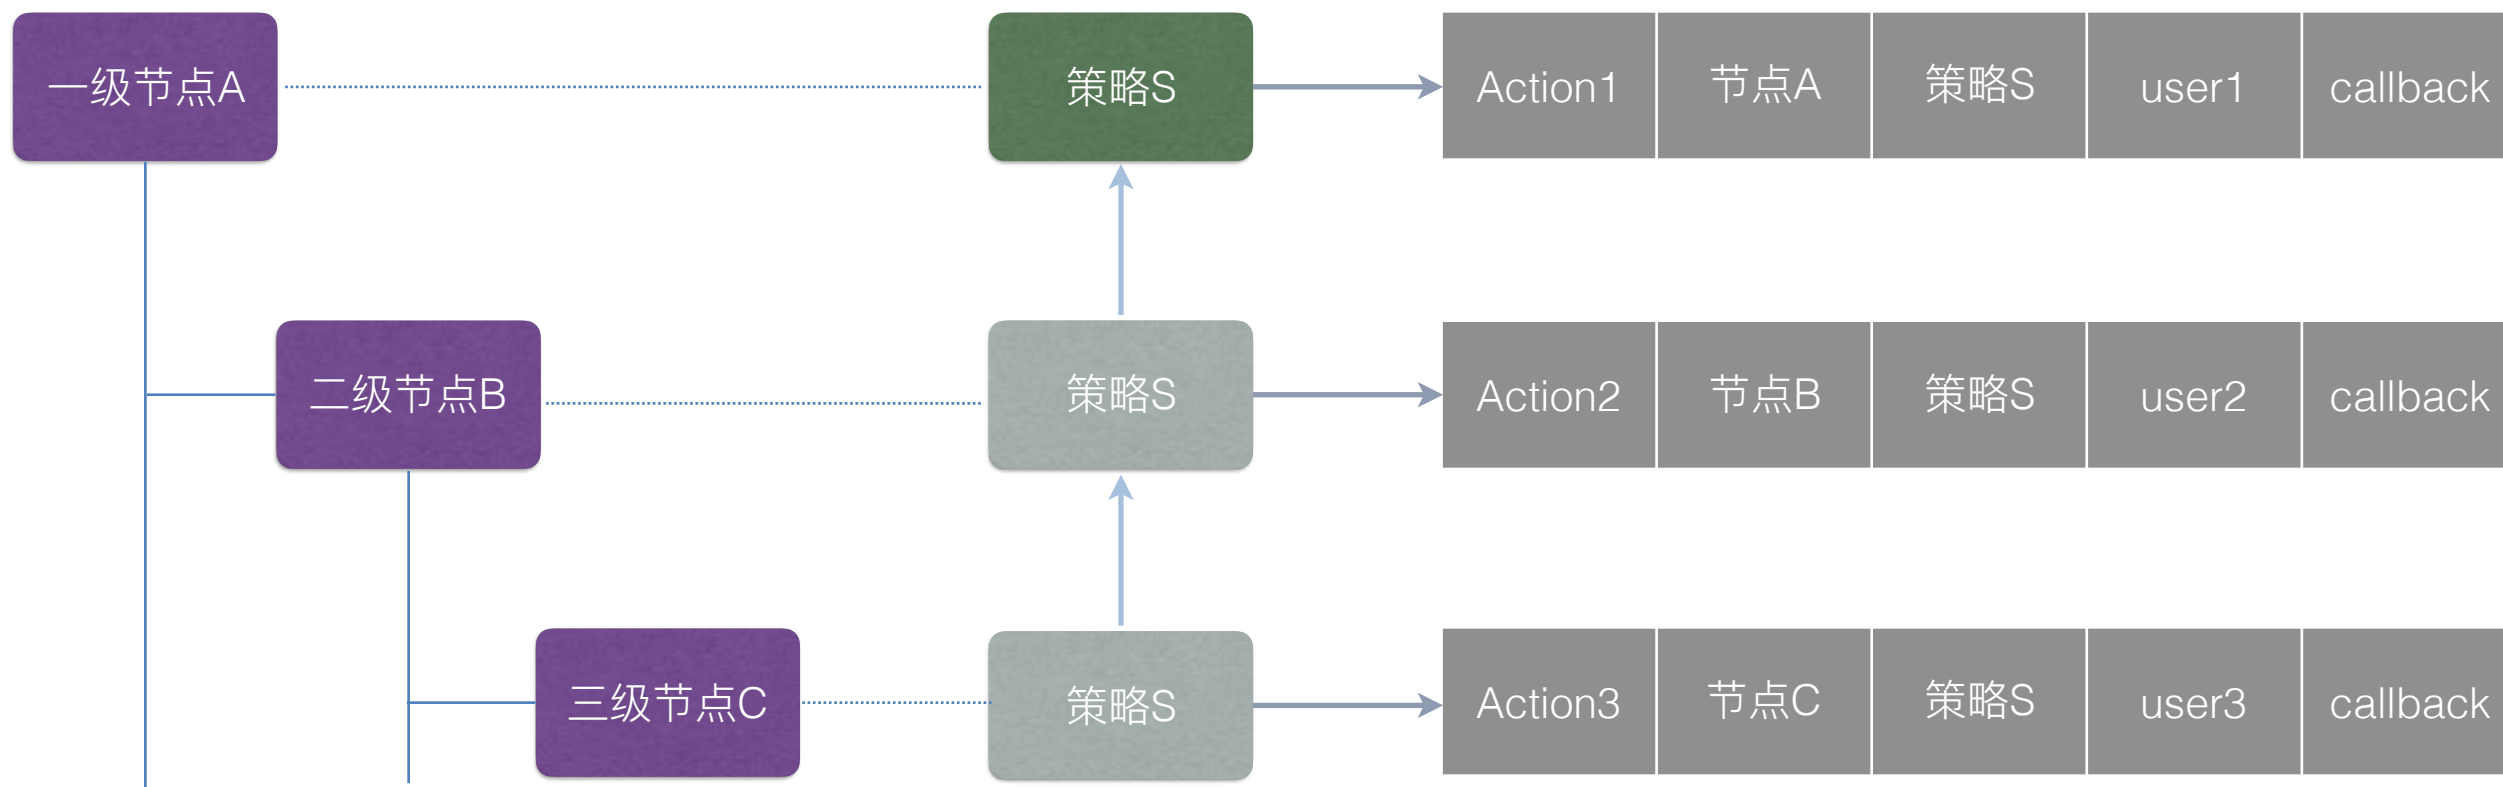 一级节点A
策略S
Action1 节点A 策略S user1 callback
二级节点B
策略S
Action2 节点B 策略S user2 callback
三级节点C
策略S
Action3 节点C 策略S user3 callback